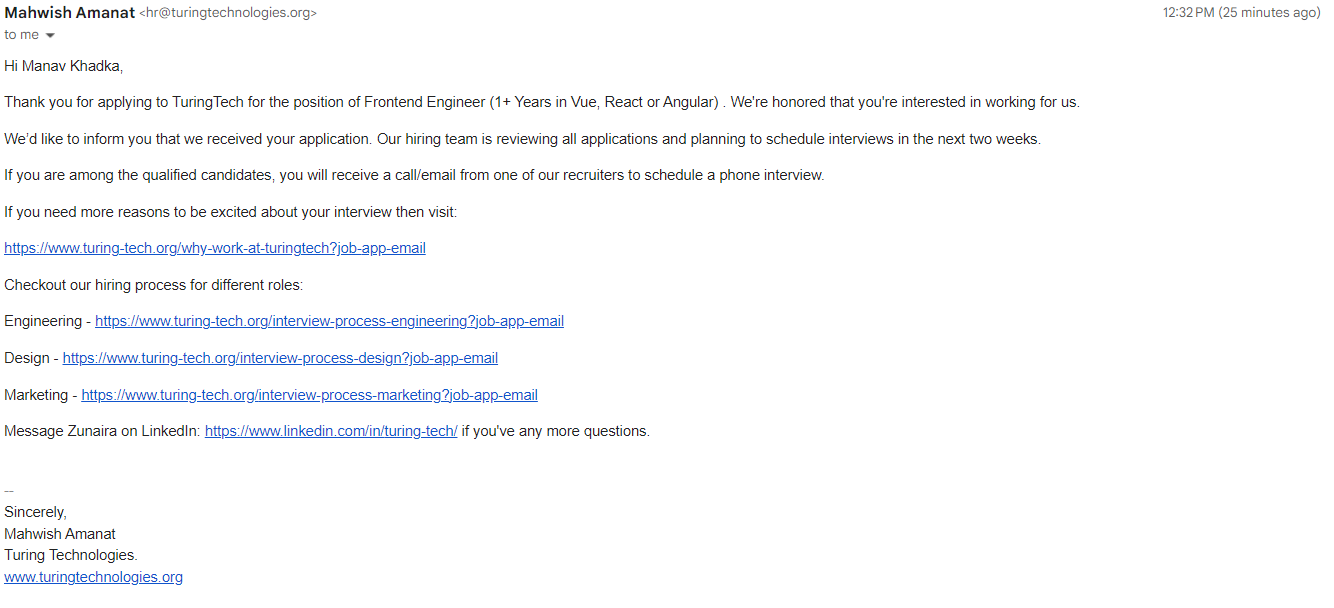 Mahwish Amanat <hr@turingtechnologies.org>
12:32 PM (25 minutes ago)
to me
Hi Manav Khadka,
Thank you for applying to TuringTech for the position of Frontend Engineer (1+ Years in Vue, React or Angular) . We're honored that you're interested in working for us.
We’d like to inform you that we received your application. Our hiring team is reviewing all applications and planning to schedule interviews in the next two weeks.
If you are among the qualified candidates, you will receive a call/email from one of our recruiters to schedule a phone interview.
If you need more reasons to be excited about your interview then visit:
https://www.turing-tech.org/why-work-at-turingtech?job-app-email
Checkout our hiring process for different roles:
Engineering - https://www.turing-tech.org/interview-process-engineering?job-app-email
Design - https://www.turing-tech.org/interview-process-design?job-app-email
Marketing - https://www.turing-tech.org/interview-process-marketing?job-app-email
Message Zunaira on LinkedIn: https://www.linkedin.com/in/turing-tech/ if you've any more questions.
--
Sincerely,
Mahwish Amanat
Turing Technologies.
www.turingtechnologies.org